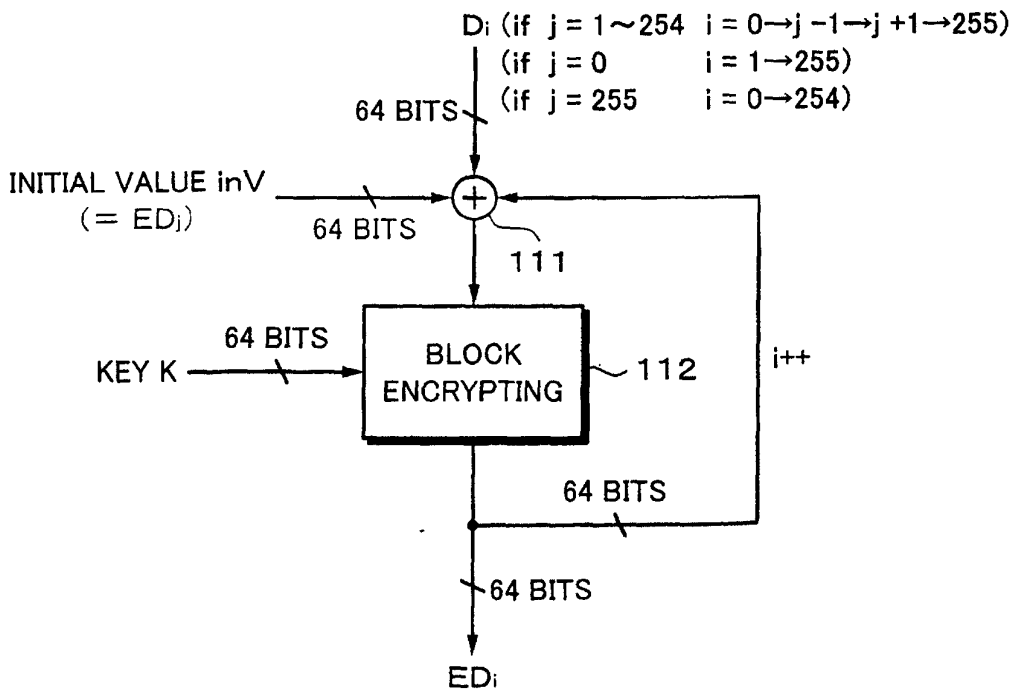 Di (if j = 1~254 i = 0→j -1→j +1→255)
(if j = 0 i = 1→255)
(if j = 255 i = 0→254)
64 BITS
INITIAL VALUE inV
(= EDj)
64 BITS
111
64 BITS
KEY K
BLOCK
ENCRYPTING
112
i++
64 BITS
64 BITS
EDi